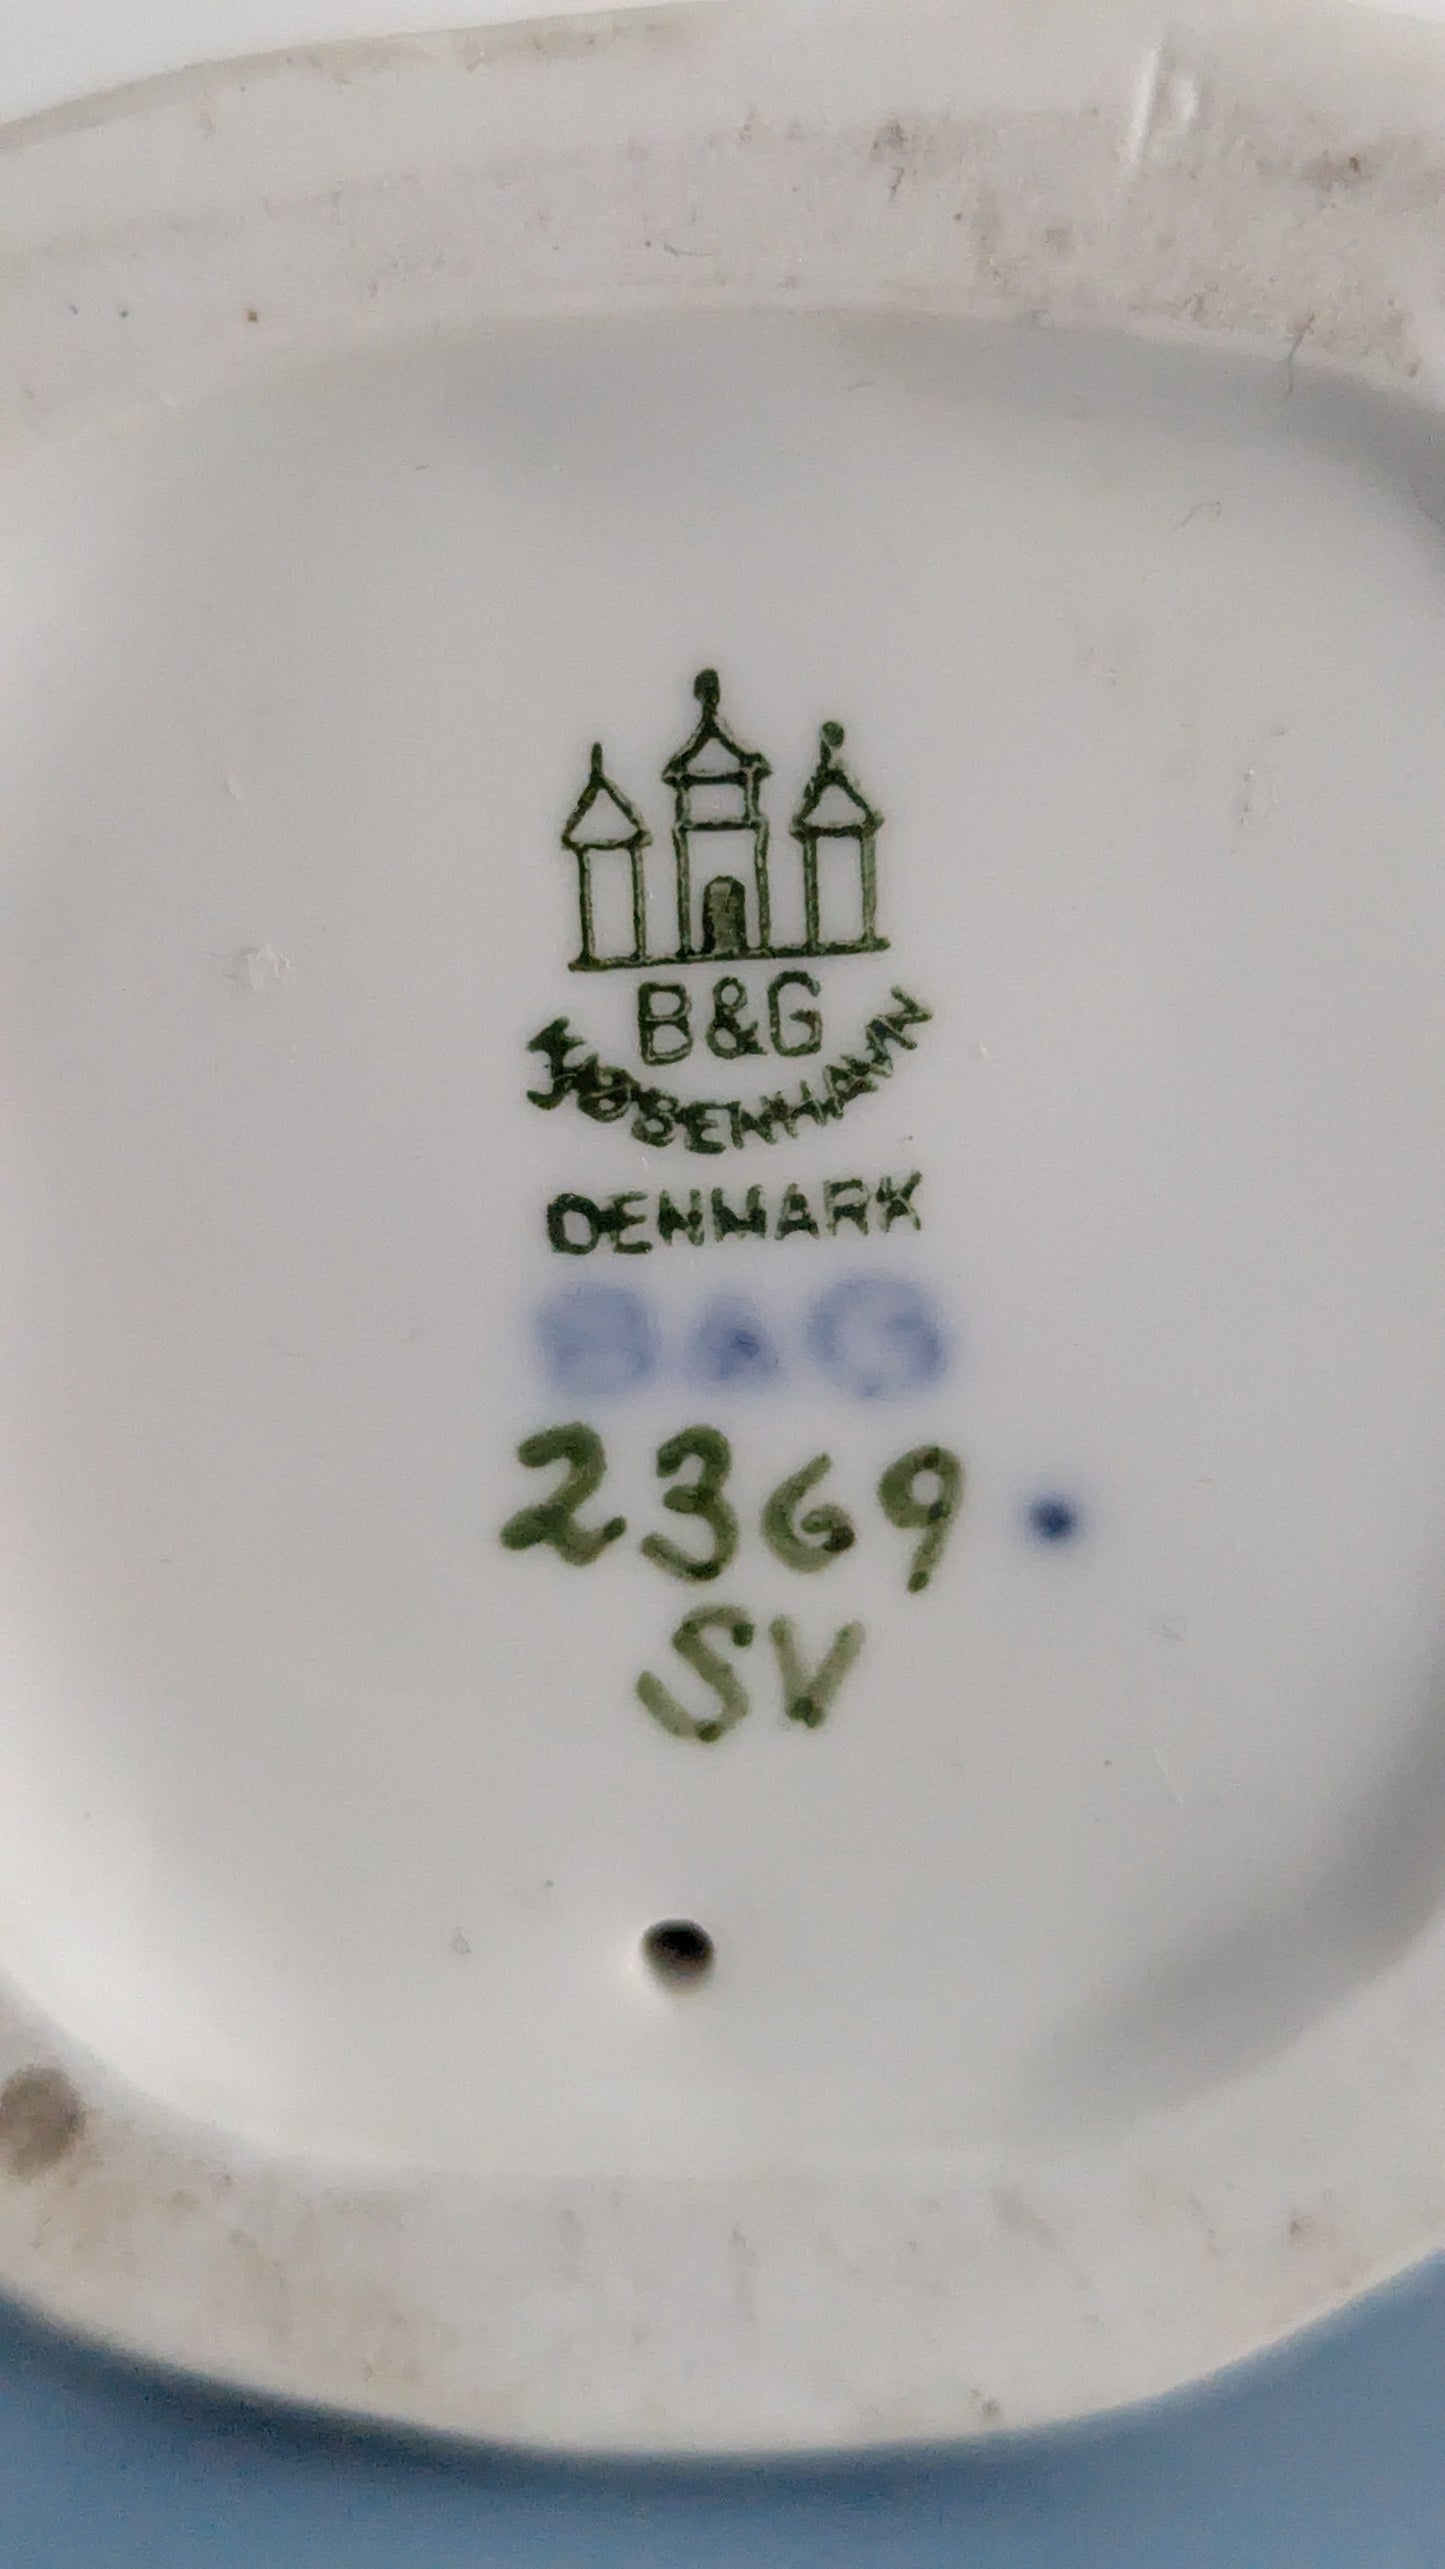 B&G
KJØBENHAVN
DENMARK
B & G
2369
SV